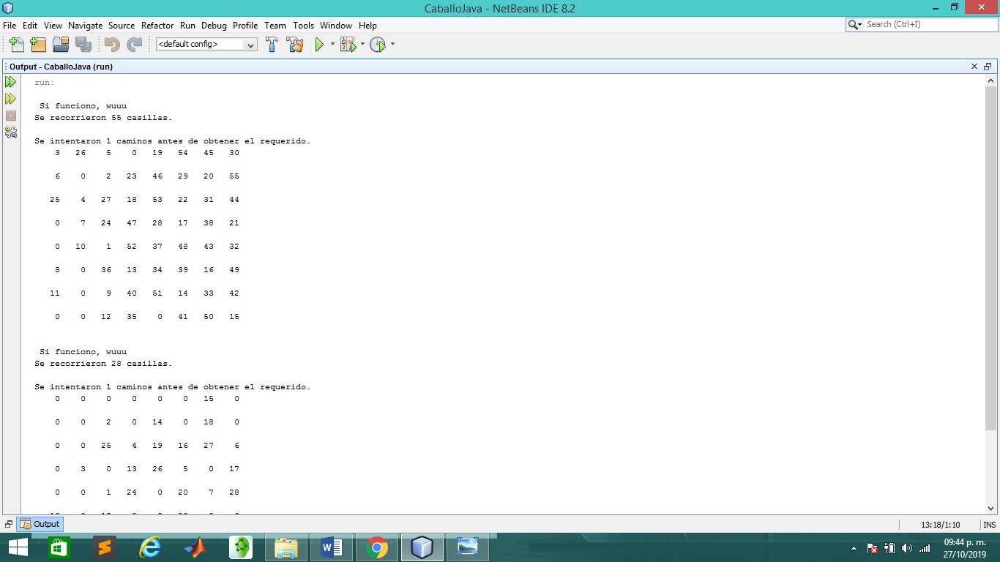 CaballoJava - NetBeans IDE 8.2
File Edit View Navigate Source Refactor Run Debug Profile Team Tools Window Help
Search (Ctrl+I)
<default config>
Output - CaballoJava (run)
run:
Si funciono, wuuu
Se recorrieron 55 casillas.
Se intentaron 1 caminos antes de obtener el requerido.
3 26 5 0 19 54 45 30
6 0 2 23 46 29 20 55
25 4 27 18 53 22 31 44
0 7 24 47 28 17 38 21
0 10 1 52 37 48 43 32
8 0 36 13 34 39 16 49
11 0 9 40 51 14 33 42
0 0 12 35 0 41 50 15
Si funciono, wuuu
Se recorrieron 28 casillas.
Se intentaron 1 caminos antes de obtener el requerido.
0 0 0 0 0 0 15 0
0 0 2 0 14 0 18 0
0 0 25 4 19 16 27 6
0 3 0 13 26 5 0 17
0 0 1 24 0 20 7 28
Output
13:18/1:10 INS
09:44 p. m.
27/10/2019